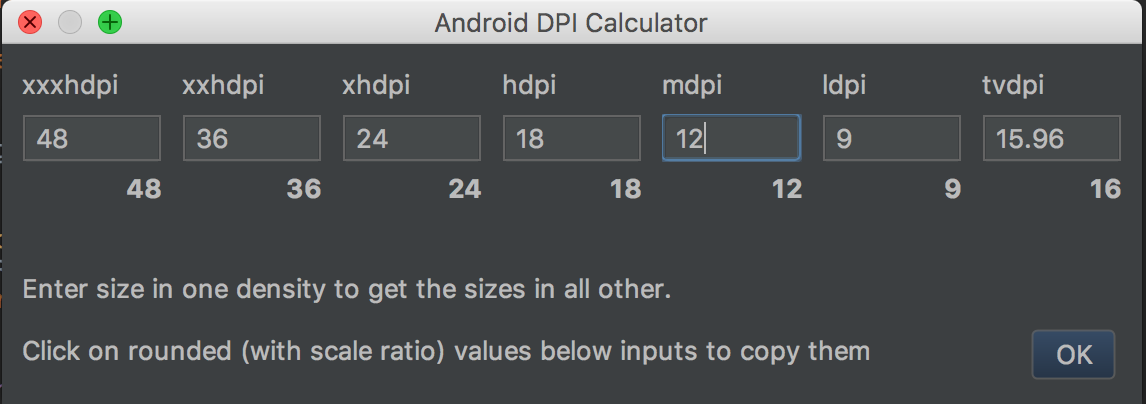 Android DPI Calculator
xxxhdpi xxhdpi xhdpi hdpi mdpi ldpi tvdpi
48 36 24 18 12 9 15.96
48 36 24 18 12 9 16
Enter size in one density to get the sizes in all other.
Click on rounded (with scale ratio) values below inputs to copy them
OK